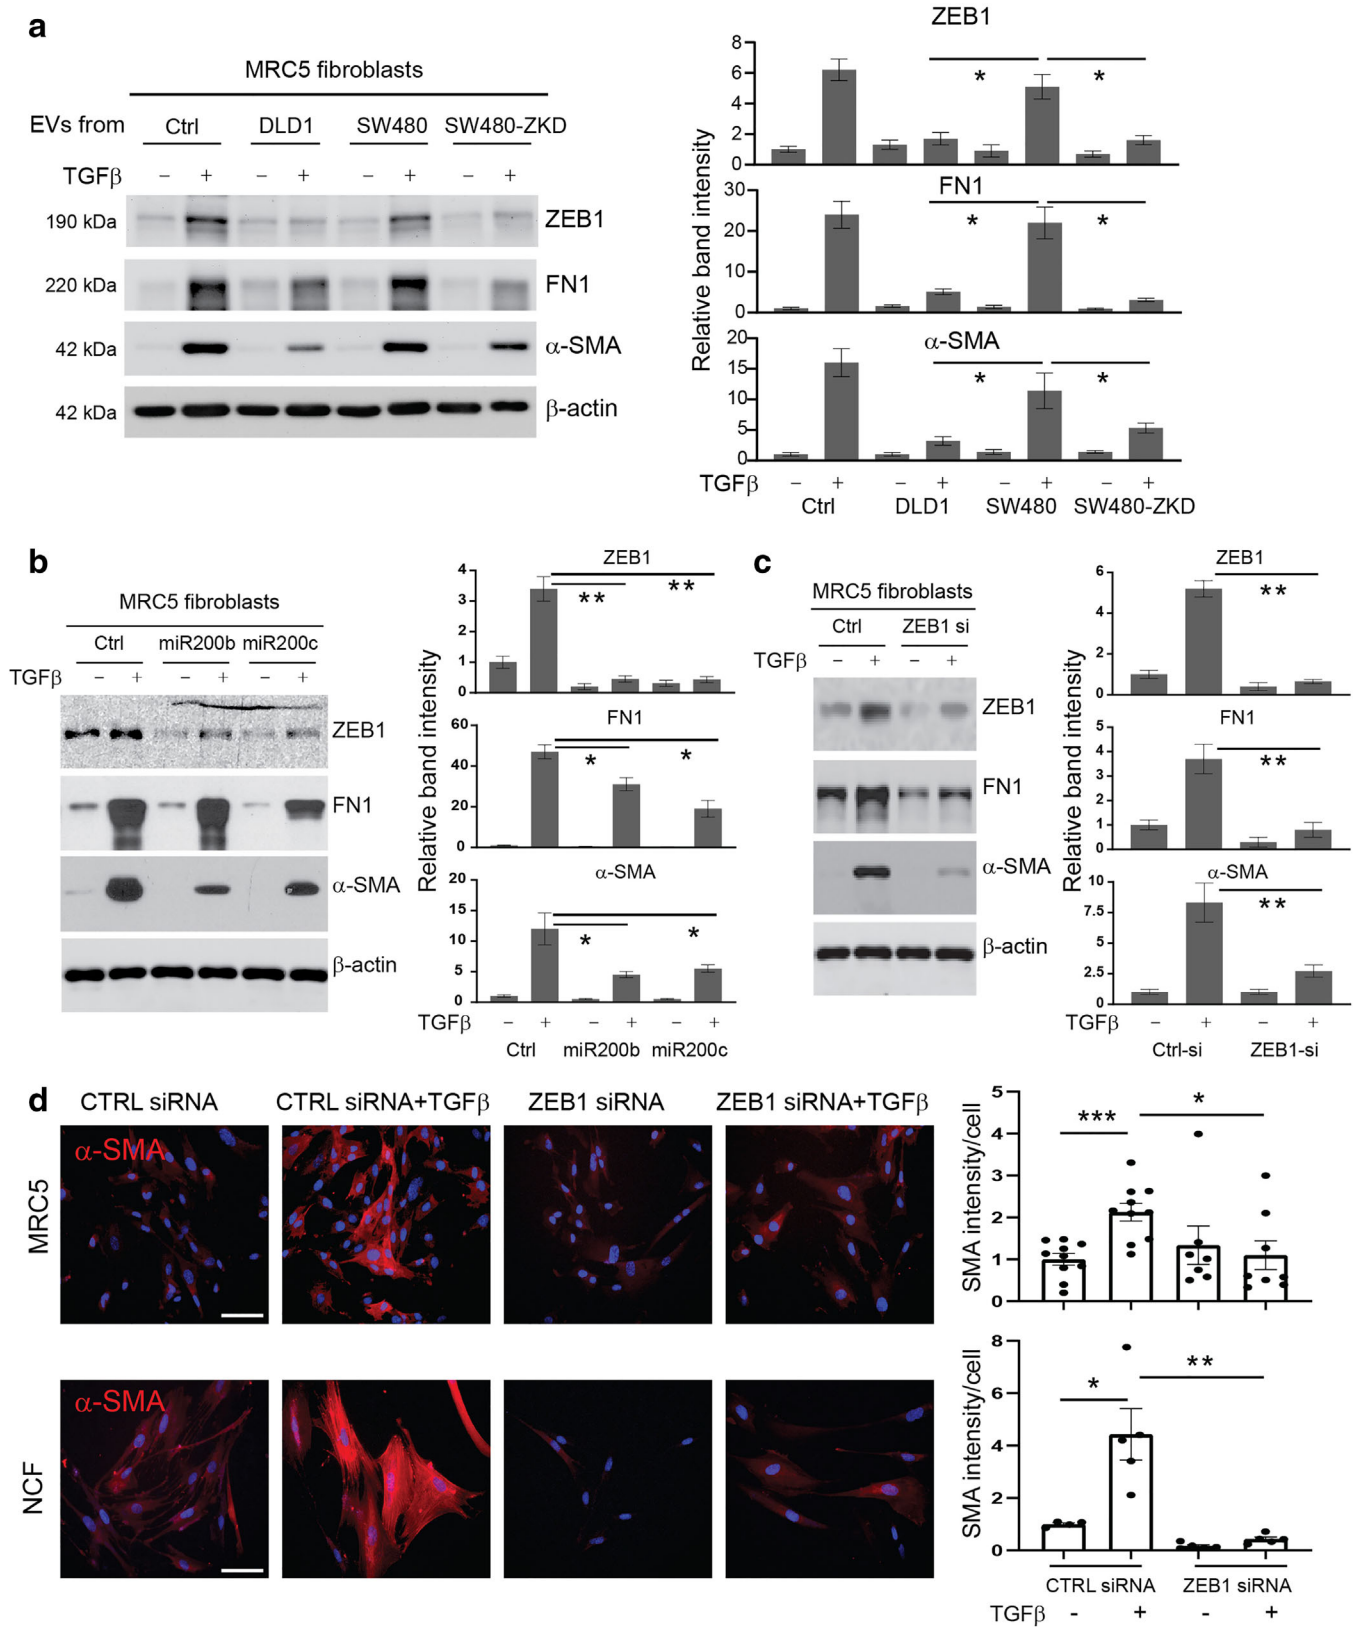 a
MRC5 fibroblasts
EVs from Ctrl DLD1 SW480 SW480-ZKD
TGFβ – + – + – + – +
190 kDa ZEB1
220 kDa FN1
42 kDa α-SMA
42 kDa β-actin
ZEB1
8
6
4
2
0
* *
FN1
30
20
10
0
* *
α-SMA
20
15
10
5
0
* *
Relative band intensity
TGFβ – + – + – + – +
Ctrl DLD1 SW480 SW480-ZKD
b
MRC5 fibroblasts
Ctrl miR200b miR200c
TGFβ – + – + – +
ZEB1
FN1
α-SMA
β-actin
ZEB1
4
3
2
1
0
** **
FN1
60
40
20
0
* *
α-SMA
20
15
10
5
0
* *
Relative band intensity
TGFβ – + – + – +
Ctrl miR200b miR200c
c
MRC5 fibroblasts
Ctrl ZEB1 si
TGFβ – + – +
ZEB1
FN1
α-SMA
β-actin
ZEB1
6
4
2
0
**
FN1
5
4
3
2
1
0
**
α-SMA
10
7.5
5
2.5
0
**
Relative band intensity
TGFβ – + – +
Ctrl-si ZEB1-si
d
CTRL siRNA CTRL siRNA+TGFβ ZEB1 siRNA ZEB1 siRNA+TGFβ
MRC5
α-SMA
NCF
α-SMA
SMA intensity/cell
5
4
3
2
1
0
*** *
SMA intensity/cell
8
6
4
2
0
* **
CTRL siRNA ZEB1 siRNA
TGFβ - + - +